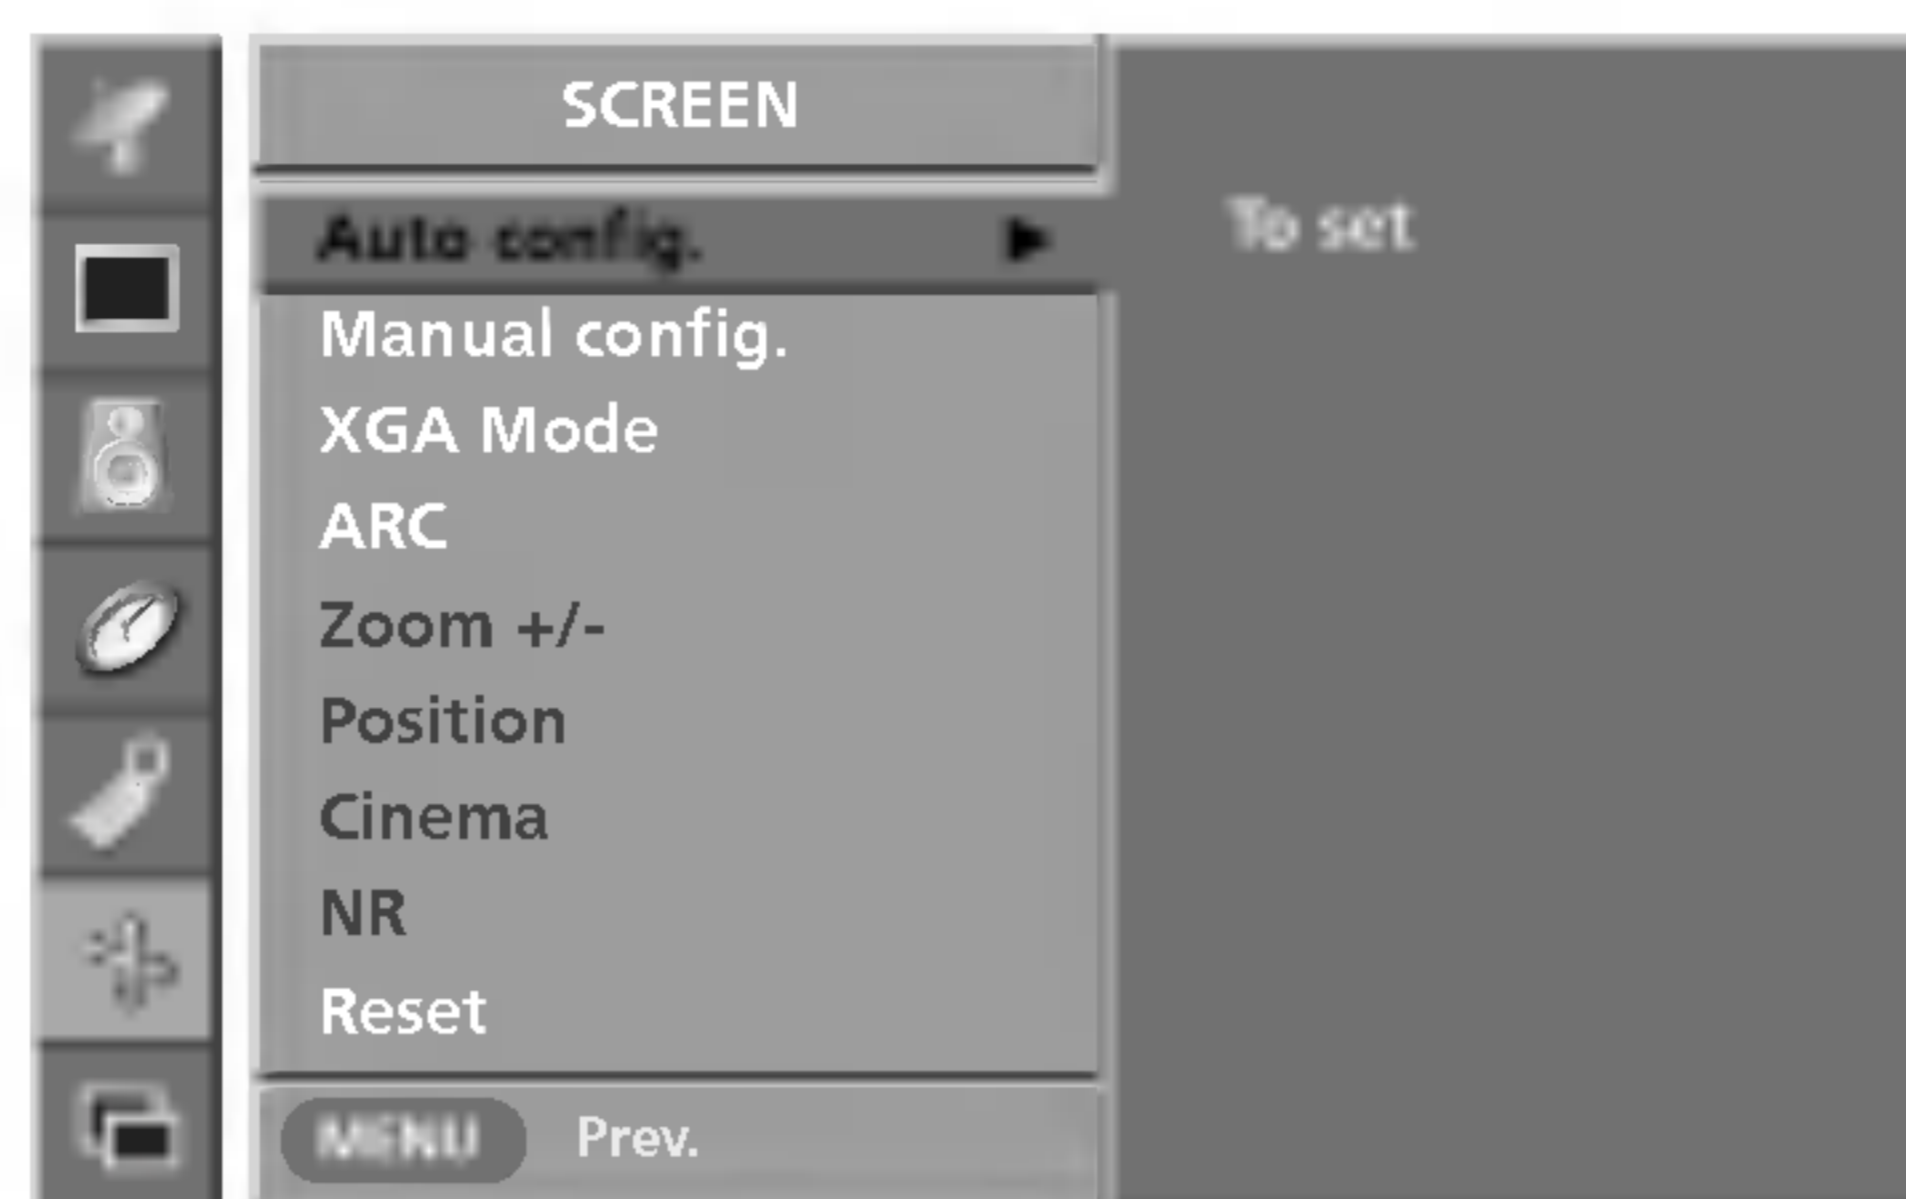 SCREEN
Auto config. ▶ To set
Manual config.
XGA Mode
ARC
Zoom +/-
Position
Cinema
NR
Reset
MENU Prev.